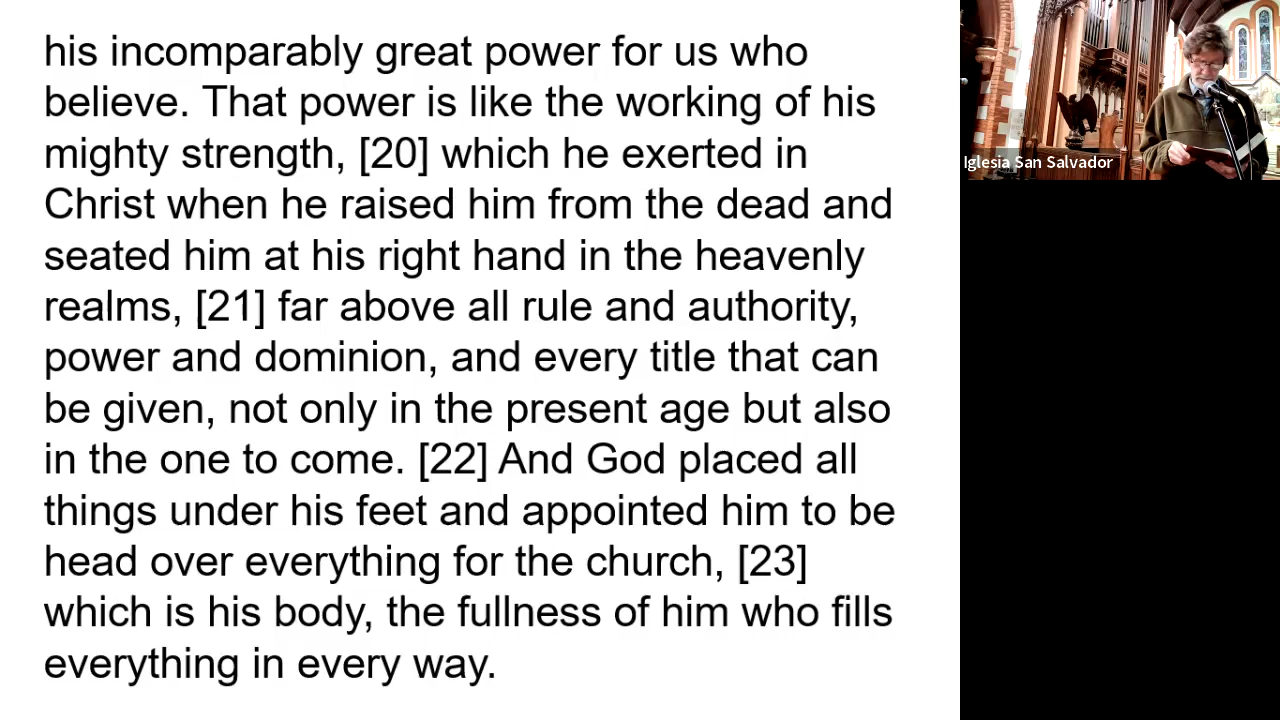 his incomparably great power for us who
believe. That power is like the working of his
mighty strength, [20] which he exerted in
Christ when he raised him from the dead and
seated him at his right hand in the heavenly
realms, [21] far above all rule and authority,
power and dominion, and every title that can
be given, not only in the present age but also
in the one to come. [22] And God placed all
things under his feet and appointed him to be
head over everything for the church, [23]
which is his body, the fullness of him who fills
everything in every way.
Iglesia San Salvador